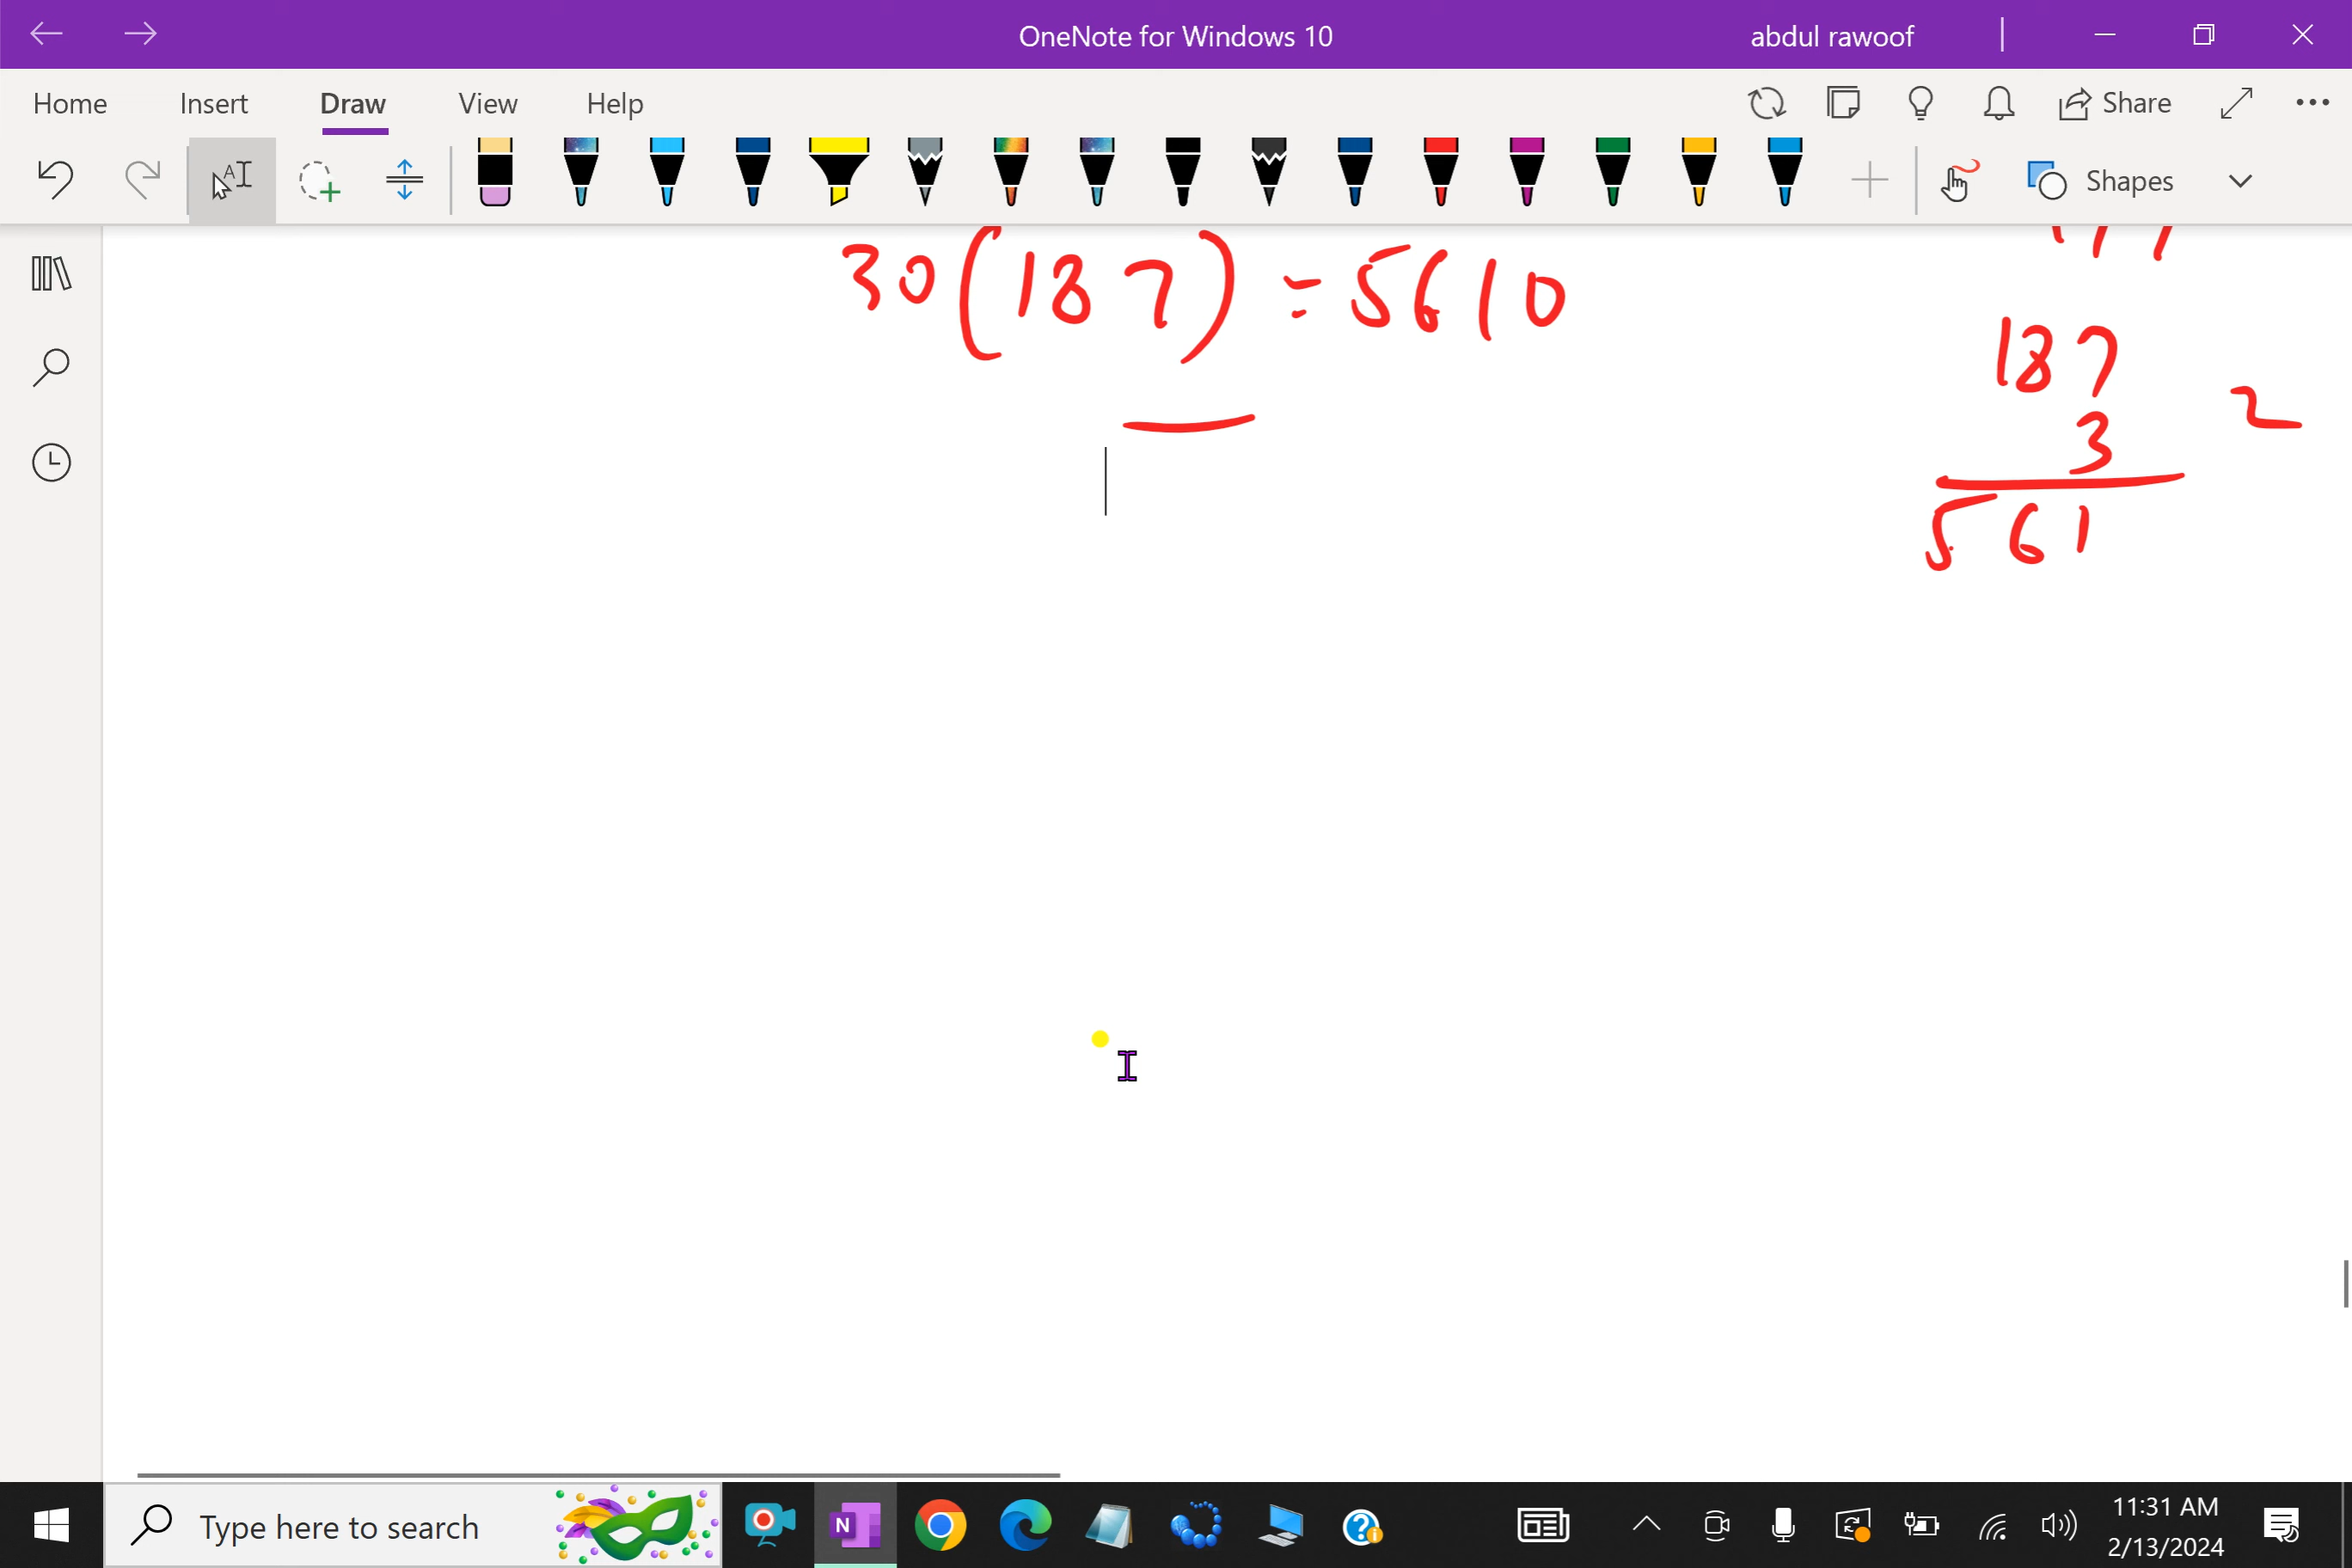 OneNote for Windows 10
abdul rawoof
Home Insert Draw View Help
Share
Shapes
30(187) = 5610
187
3
2
561
Type here to search
11:31 AM
2/13/2024